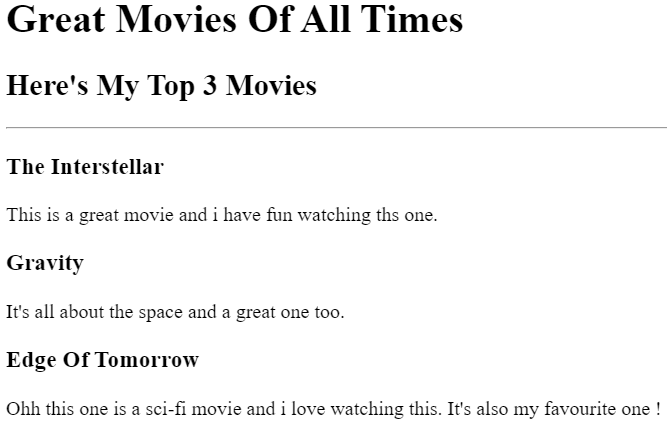 Great Movies Of All Times
Here's My Top 3 Movies
The Interstellar
This is a great movie and i have fun watching ths one.
Gravity
It's all about the space and a great one too.
Edge Of Tomorrow
Ohh this one is a sci-fi movie and i love watching this. It's also my favourite one !